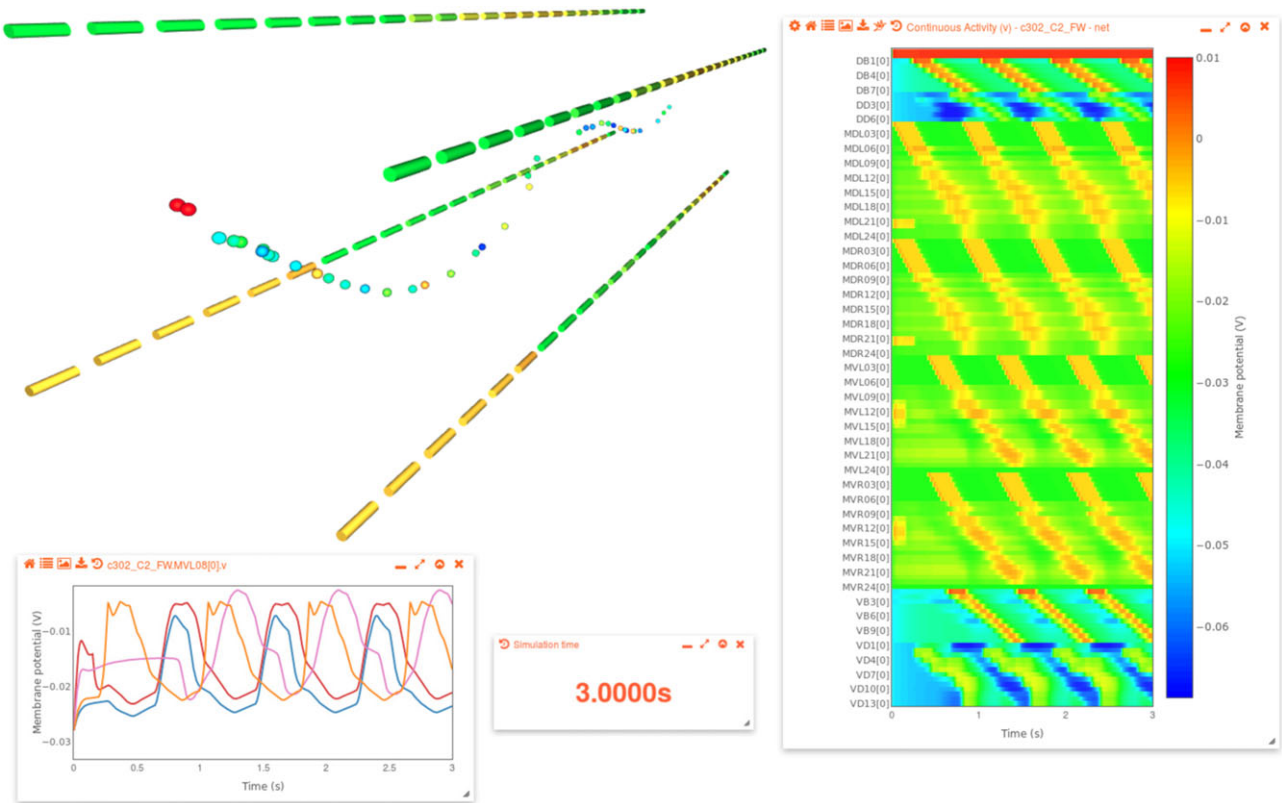 Continuous Activity (v) - c302_C2_FW - net
DB1[0]
DB4[0]
DB7[0]
DD3[0]
DD6[0]
MDL03[0]
MDL06[0]
MDL09[0]
MDL12[0]
MDL15[0]
MDL18[0]
MDL21[0]
MDL24[0]
MDR03[0]
MDR06[0]
MDR09[0]
MDR12[0]
MDR15[0]
MDR18[0]
MDR21[0]
MDR24[0]
MVL03[0]
MVL06[0]
MVL09[0]
MVL12[0]
MVL15[0]
MVL18[0]
MVL21[0]
MVL24[0]
MVR03[0]
MVR06[0]
MVR09[0]
MVR12[0]
MVR15[0]
MVR18[0]
MVR21[0]
MVR24[0]
VB3[0]
VB6[0]
VB9[0]
VD1[0]
VD4[0]
VD7[0]
VD10[0]
VD13[0]
0 1 2 3
Time (s)
0.01
0
−0.01
−0.02
−0.03
−0.04
−0.05
−0.06
Membrane potential (V)
c302_C2_FW.MVL08[0].v
Membrane potential (V)
−0.01
−0.02
−0.03
0 0.5 1 1.5 2 2.5 3
Time (s)
Simulation time
3.0000s